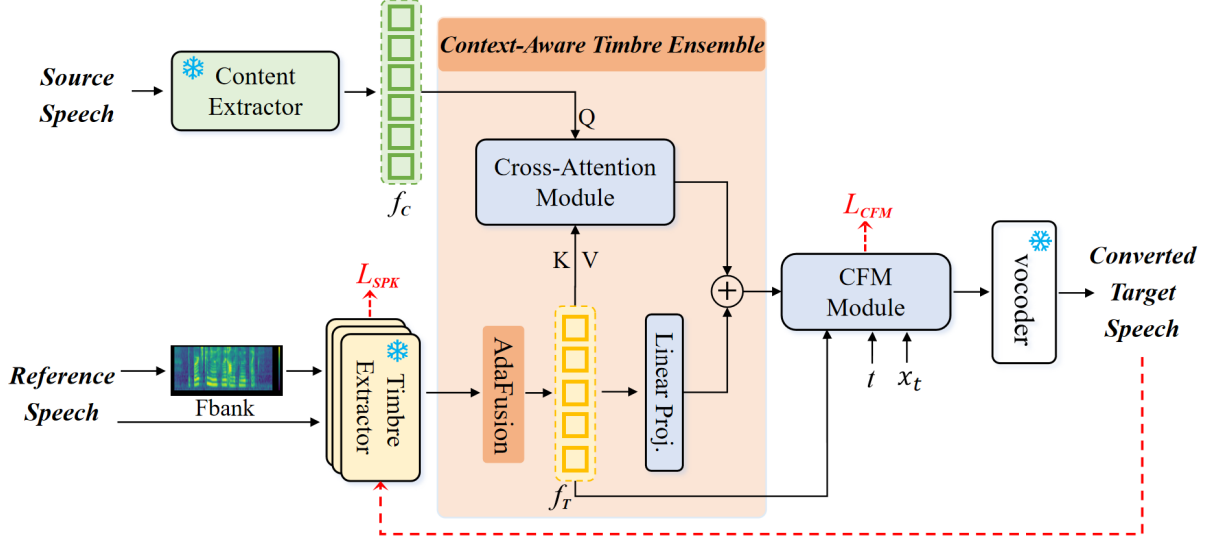 Source
Speech
Content
Extractor
f_C
Context-Aware Timbre Ensemble
Q
Cross-Attention
Module
K V
L_SPK
Reference
Speech
Fbank
Timbre
Extractor
AdaFusion
f_T
Linear Proj.
+
L_CFM
CFM
Module
t
x_t
vocoder
Converted
Target
Speech